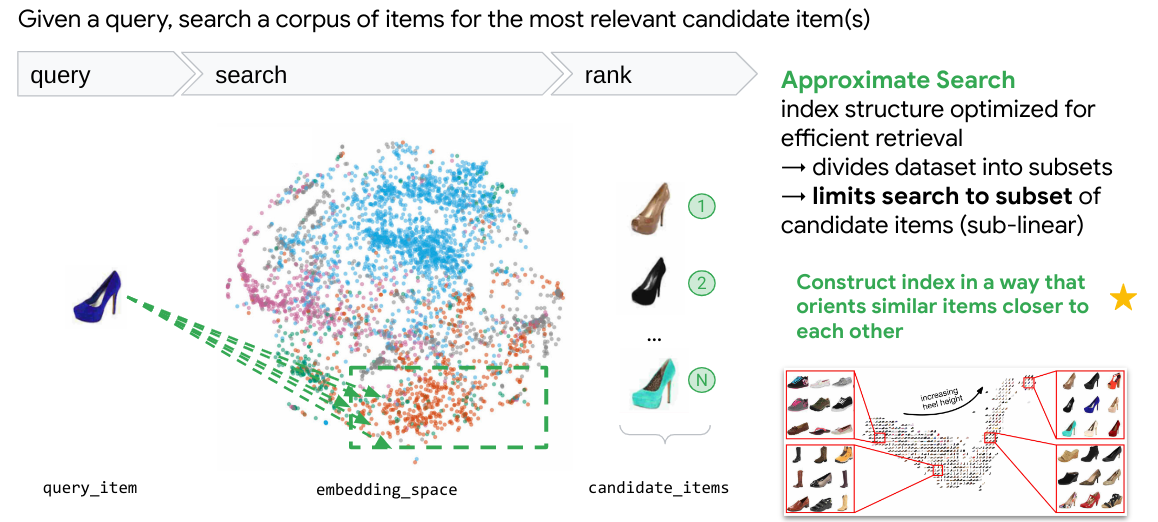 Given a query, search a corpus of items for the most relevant candidate item(s)
query
search
rank
Approximate Search
index structure optimized for
efficient retrieval
→ divides dataset into subsets
→ limits search to subset of
candidate items (sub-linear)
1
2
...
N
Construct index in a way that
orients similar items closer to
each other
increasing
heel height
query_item
embedding_space
candidate_items